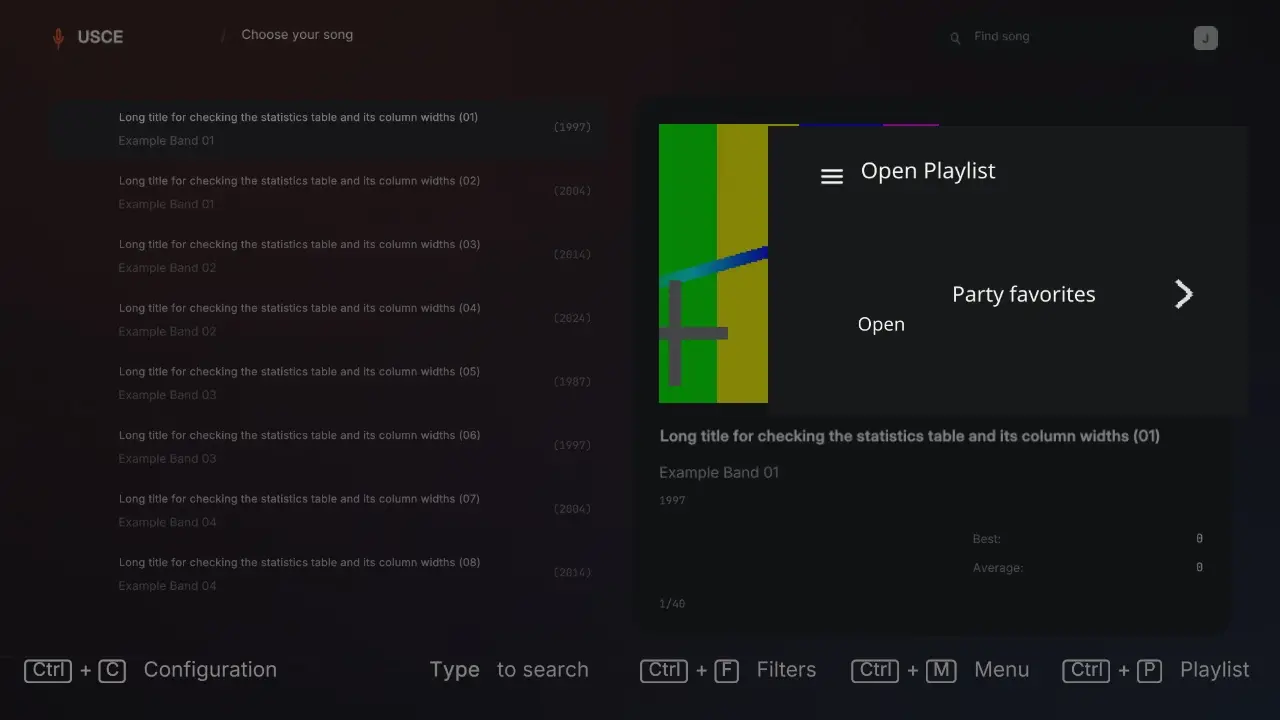 USCE / Choose your song
Find song
J
Long title for checking the statistics table and its column widths (01)
Example Band 01
(1997)
Long title for checking the statistics table and its column widths (02)
Example Band 01
(2004)
Long title for checking the statistics table and its column widths (03)
Example Band 02
(2014)
Long title for checking the statistics table and its column widths (04)
Example Band 02
(2024)
Long title for checking the statistics table and its column widths (05)
Example Band 03
(1987)
Long title for checking the statistics table and its column widths (06)
Example Band 03
(1997)
Long title for checking the statistics table and its column widths (07)
Example Band 04
(2004)
Long title for checking the statistics table and its column widths (08)
Example Band 04
(2014)
Open Playlist
Party favorites
Open
Long title for checking the statistics table and its column widths (01)
Example Band 01
1997
Best: 0
Average: 0
1/40
Ctrl + C Configuration Type to search Ctrl + F Filters Ctrl + M Menu Ctrl + P Playlist